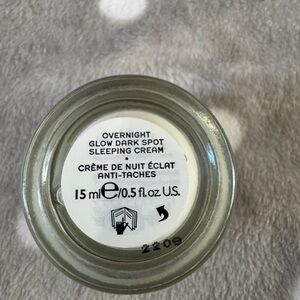 OVERNIGHT
GLOW DARK SPOT
SLEEPING CREAM
•
CRÈME DE NUIT ÉCLAT
ANTI-TACHES
15 ml℮/0.5 fl.oz. U.S.
2209